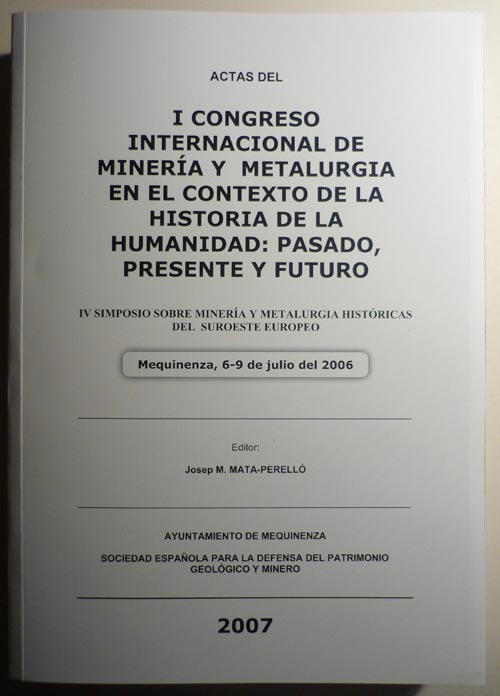 ACTAS DEL
I CONGRESO
INTERNACIONAL DE
MINERÍA Y METALURGIA
EN EL CONTEXTO DE LA
HISTORIA DE LA
HUMANIDAD: PASADO,
PRESENTE Y FUTURO
IV SIMPOSIO SOBRE MINERÍA Y METALURGIA HISTÓRICAS
DEL SUROESTE EUROPEO
Mequinenza, 6-9 de julio del 2006
Editor:
Josep M. MATA-PERELLÓ
AYUNTAMIENTO DE MEQUINENZA
SOCIEDAD ESPAÑOLA PARA LA DEFENSA DEL PATRIMONIO
GEOLÓGICO Y MINERO
2007